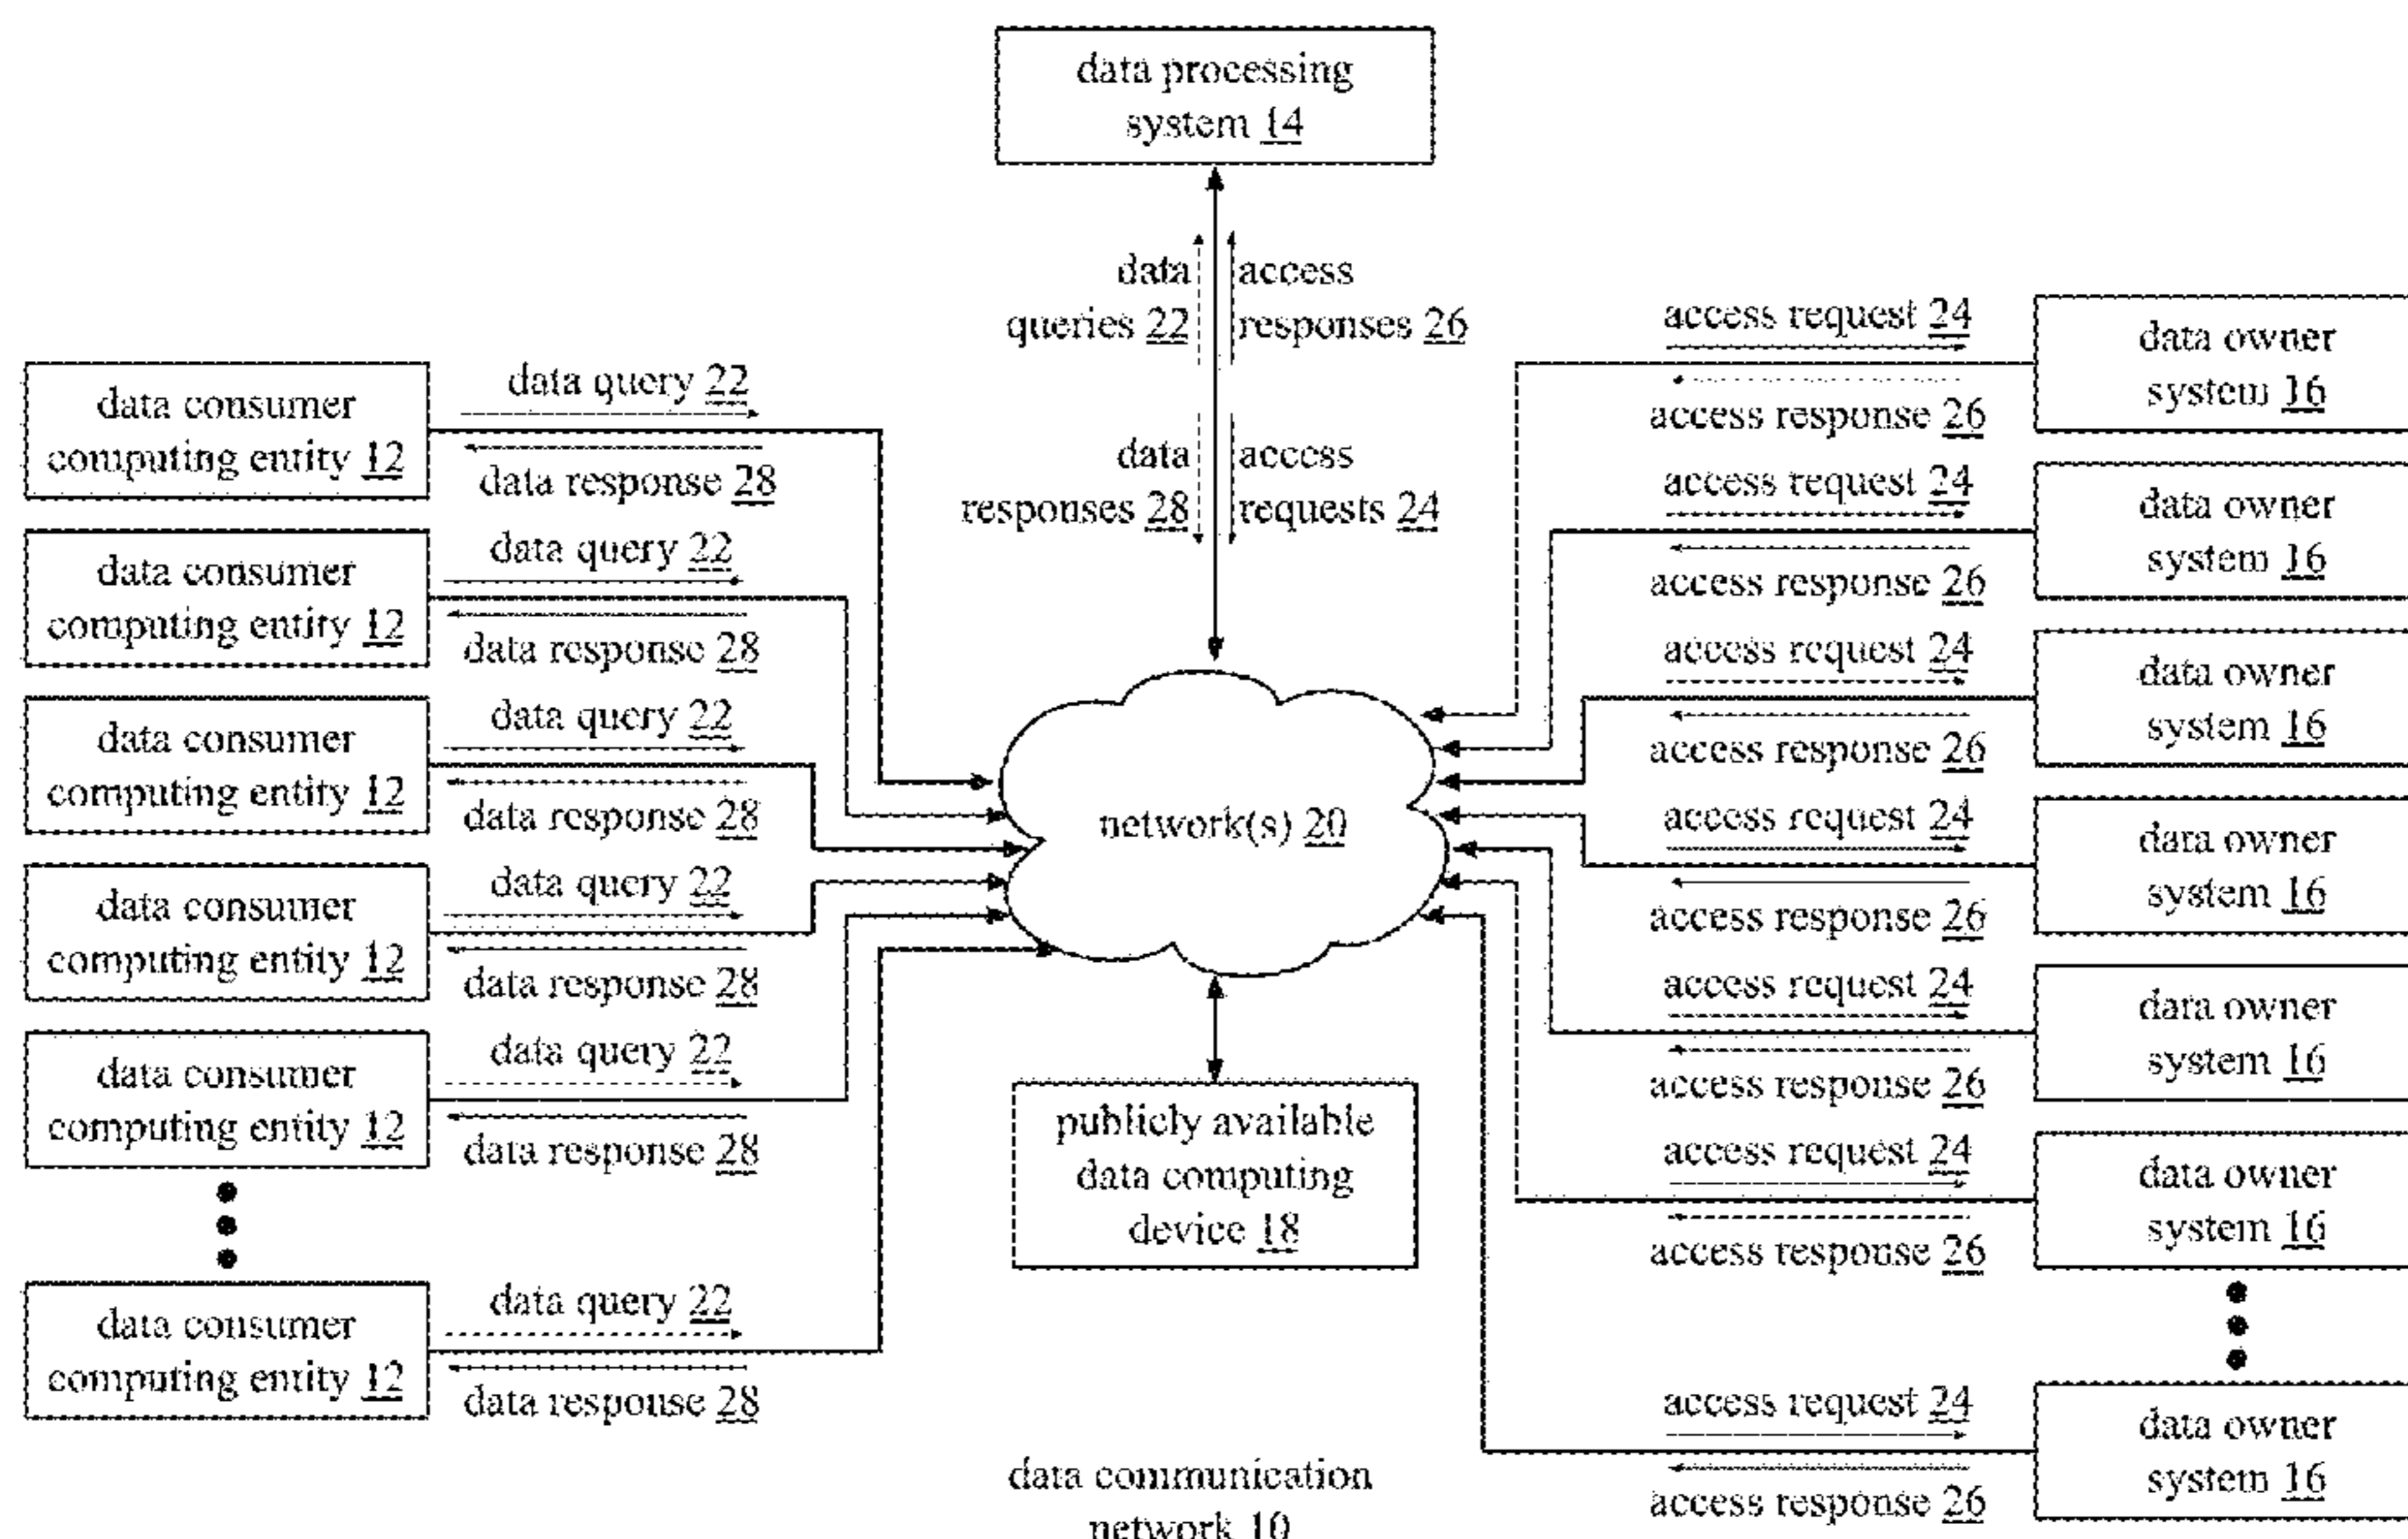 data processing
system 14
data
queries 22
access
responses 26
data
responses 28
access
requests 24
data consumer
computing entity 12
data query 22
data response 28
data consumer
computing entity 12
data query 22
data response 28
data consumer
computing entity 12
data query 22
data response 28
data consumer
computing entity 12
data query 22
data response 28
data consumer
computing entity 12
data query 22
data response 28
data consumer
computing entity 12
data query 22
data response 28
network(s) 20
publicly available
data computing
device 18
access request 24
access response 26
data owner
system 16
access request 24
access response 26
data owner
system 16
access request 24
access response 26
data owner
system 16
access request 24
access response 26
data owner
system 16
access request 24
access response 26
data owner
system 16
access request 24
access response 26
data owner
system 16
access request 24
access response 26
data owner
system 16
data communication
network 10